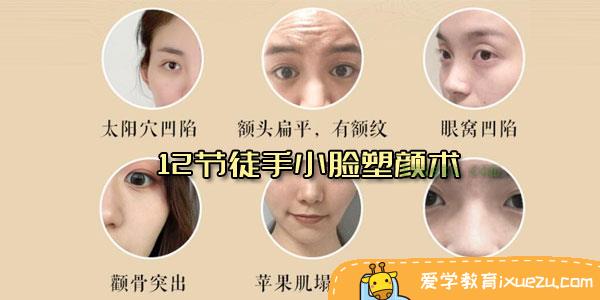 太阳穴凹陷
额头扁平，有额纹
眼窝凹陷
12节徒手小脸塑颜术
颧骨突出
苹果肌塌
爱学教育ixuezu.com